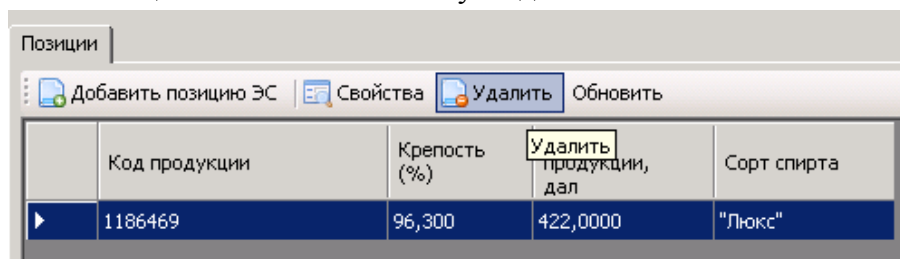 Позиции
Добавить позицию ЭС Свойства Удалить Обновить
Код продукции Крепость (%) Удалить продукции, дал Сорт спирта
1186469 96,300 422,0000 "Люкс"